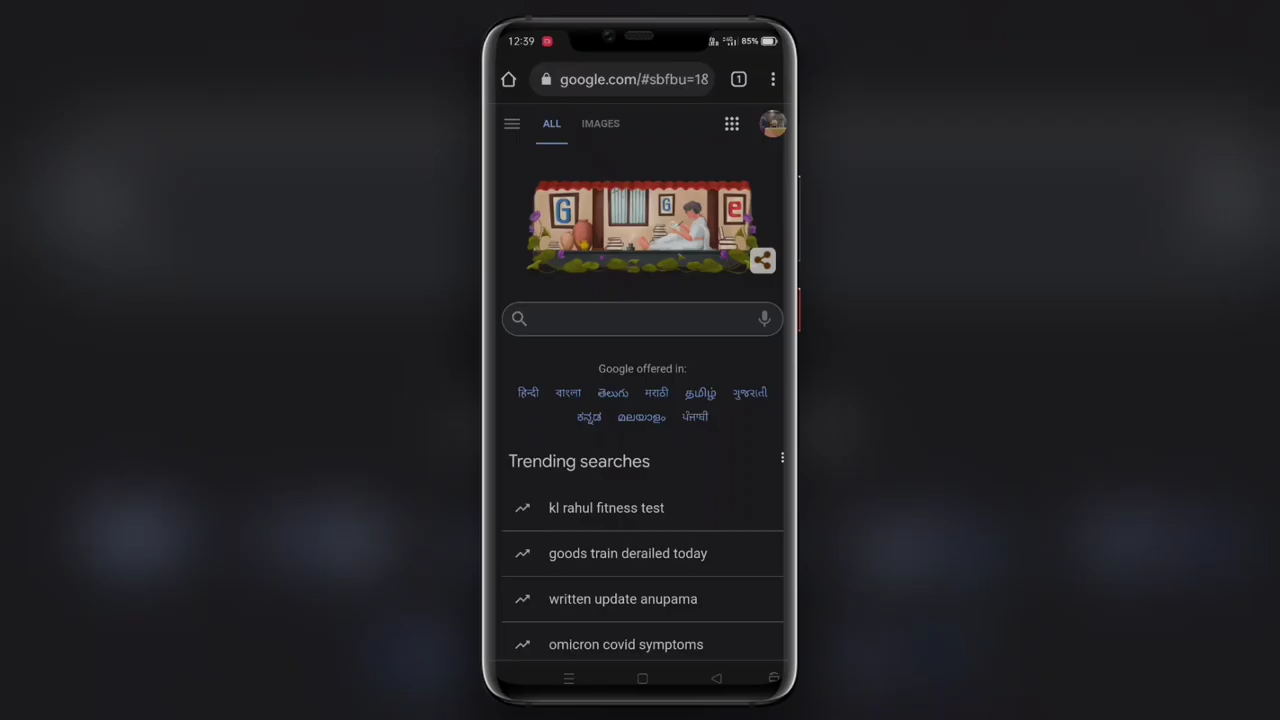 12:39 85%
google.com/#sbfbu=18 1
ALL IMAGES
G G e
Google offered in:
हिन्दी বাংলা తెలుగు मराठी தமிழ் ગુજરાતી
ಕನ್ನಡ മലയാളം ਪੰਜਾਬੀ
Trending searches
kl rahul fitness test
goods train derailed today
written update anupama
omicron covid symptoms